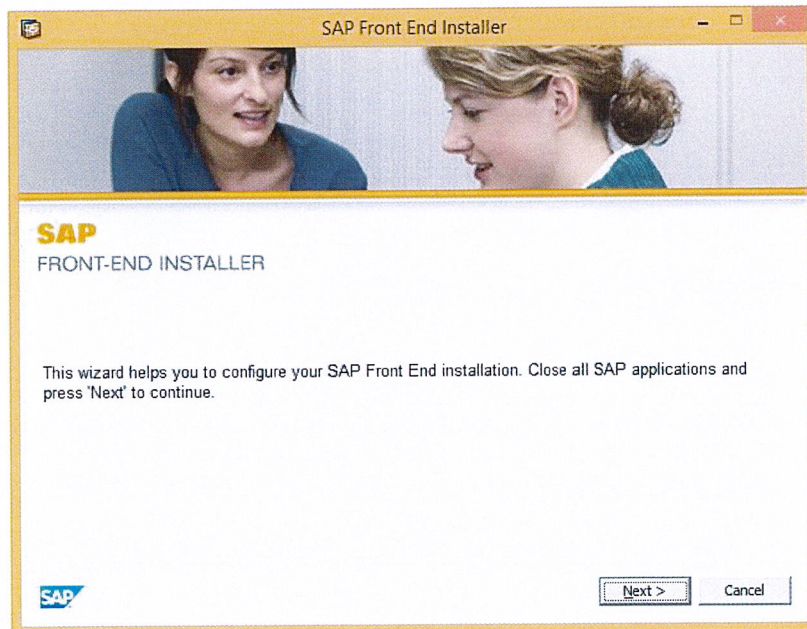 SAP Front End Installer
SAP
FRONT-END INSTALLER
This wizard helps you to configure your SAP Front End installation. Close all SAP applications and
press 'Next' to continue.
SAP
Next >
Cancel